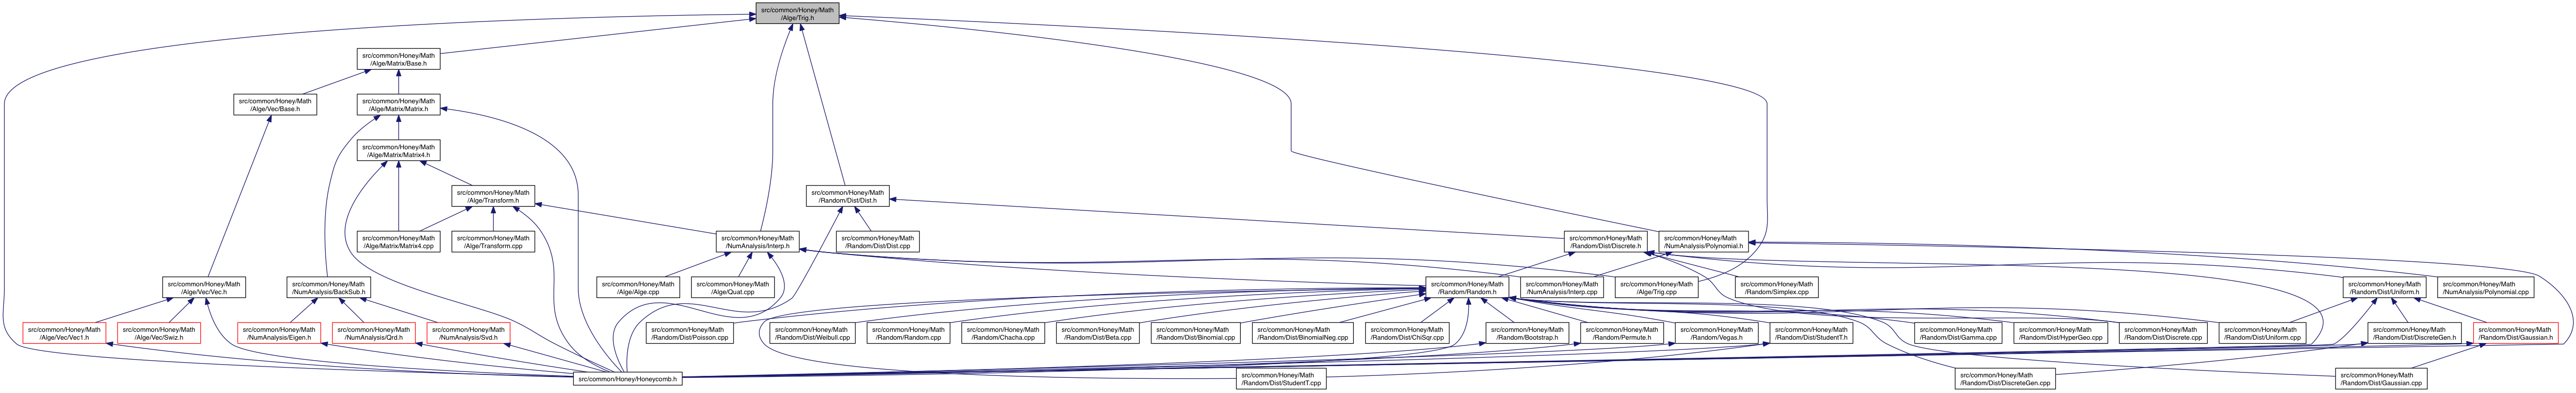 src/common/Honey/Math
/Alge/Trig.h
src/common/Honey/Math
/Alge/Matrix/Base.h
src/common/Honey/Math
/Alge/Vec/Base.h
src/common/Honey/Math
/Alge/Matrix/Matrix.h
src/common/Honey/Math
/Alge/Matrix/Matrix4.h
src/common/Honey/Math
/Alge/Transform.h
src/common/Honey/Math
/Random/Dist/Dist.h
src/common/Honey/Math
/Alge/Matrix/Matrix4.cpp
src/common/Honey/Math
/Alge/Transform.cpp
src/common/Honey/Math
/NumAnalysis/Interp.h
src/common/Honey/Math
/Random/Dist/Dist.cpp
src/common/Honey/Math
/Random/Dist/Discrete.h
src/common/Honey/Math
/NumAnalysis/Polynomial.h
src/common/Honey/Math
/Alge/Vec/Vec.h
src/common/Honey/Math
/NumAnalysis/BackSub.h
src/common/Honey/Math
/Alge/Alge.cpp
src/common/Honey/Math
/Alge/Quat.cpp
src/common/Honey/Math
/Random/Random.h
src/common/Honey/Math
/NumAnalysis/Interp.cpp
src/common/Honey/Math
/Alge/Trig.cpp
src/common/Honey/Math
/Random/Simplex.cpp
src/common/Honey/Math
/Random/Dist/Uniform.h
src/common/Honey/Math
/NumAnalysis/Polynomial.cpp
src/common/Honey/Math
/Alge/Vec/Vec1.h
src/common/Honey/Math
/Alge/Vec/Swiz.h
src/common/Honey/Math
/NumAnalysis/Eigen.h
src/common/Honey/Math
/NumAnalysis/Qrd.h
src/common/Honey/Math
/NumAnalysis/Svd.h
src/common/Honey/Math
/Random/Dist/Poisson.cpp
src/common/Honey/Math
/Random/Dist/Weibull.cpp
src/common/Honey/Math
/Random/Random.cpp
src/common/Honey/Math
/Random/Chacha.cpp
src/common/Honey/Math
/Random/Dist/Beta.cpp
src/common/Honey/Math
/Random/Dist/Binomial.cpp
src/common/Honey/Math
/Random/Dist/BinomialNeg.cpp
src/common/Honey/Math
/Random/Dist/ChiSqr.cpp
src/common/Honey/Math
/Random/Bootstrap.h
src/common/Honey/Math
/Random/Permute.h
src/common/Honey/Math
/Random/Vegas.h
src/common/Honey/Math
/Random/Dist/StudentT.h
src/common/Honey/Math
/Random/Dist/Gamma.cpp
src/common/Honey/Math
/Random/Dist/HyperGeo.cpp
src/common/Honey/Math
/Random/Dist/Discrete.cpp
src/common/Honey/Math
/Random/Dist/Uniform.cpp
src/common/Honey/Math
/Random/Dist/DiscreteGen.h
src/common/Honey/Math
/Random/Dist/Gaussian.h
src/common/Honey/Honeycomb.h
src/common/Honey/Math
/Random/Dist/StudentT.cpp
src/common/Honey/Math
/Random/Dist/DiscreteGen.cpp
src/common/Honey/Math
/Random/Dist/Gaussian.cpp